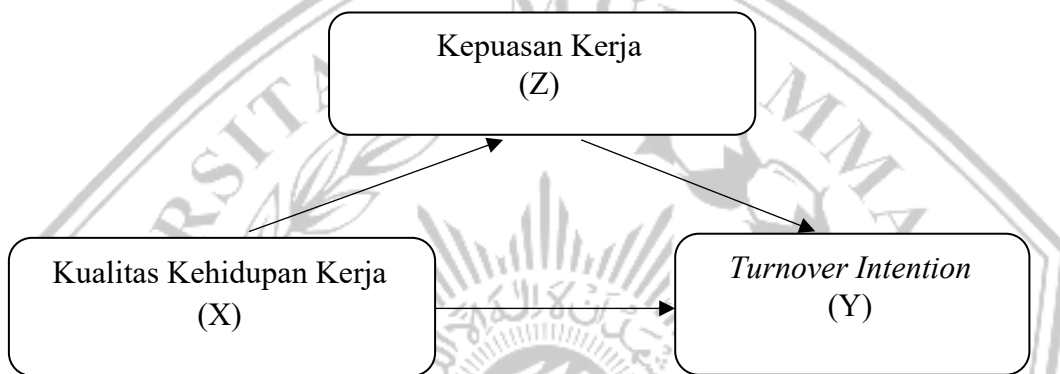 Kepuasan Kerja
(Z)
Kualitas Kehidupan Kerja
(X)
Turnover Intention
(Y)